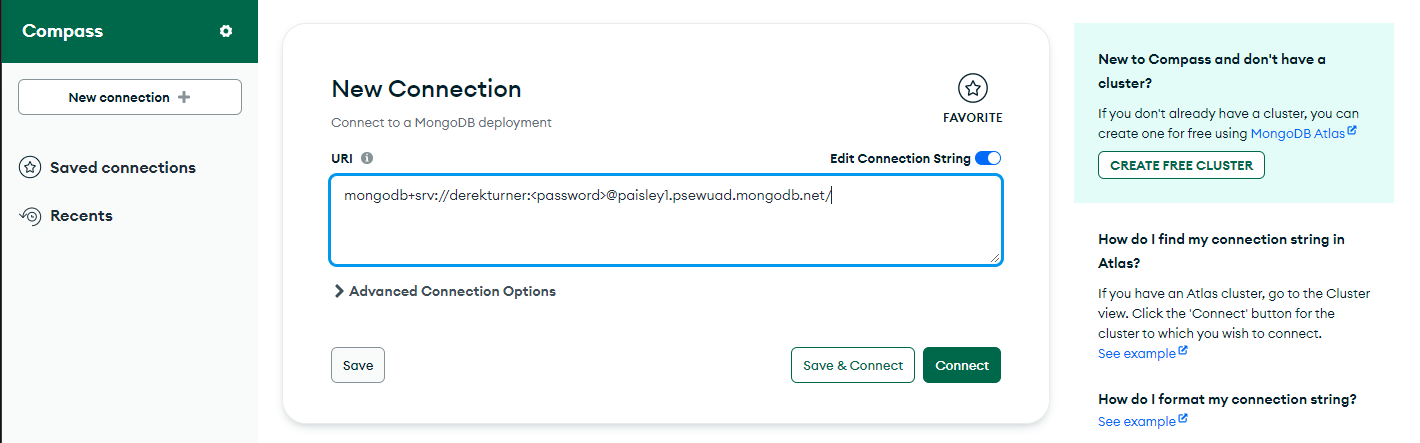 Compass
New connection
Saved connections
Recents
New Connection
Connect to a MongoDB deployment
FAVORITE
URI
Edit Connection String
mongodb+srv://derekturner:<password>@paisley1.psewuad.mongodb.net/
Advanced Connection Options
Save
Save & Connect
Connect
New to Compass and don't have a
cluster?
If you don't already have a cluster, you can
create one for free using MongoDB Atlas
CREATE FREE CLUSTER
How do I find my connection string in
Atlas?
If you have an Atlas cluster, go to the Cluster
view. Click the 'Connect' button for the
cluster to which you wish to connect.
See example
How do I format my connection string?
See example